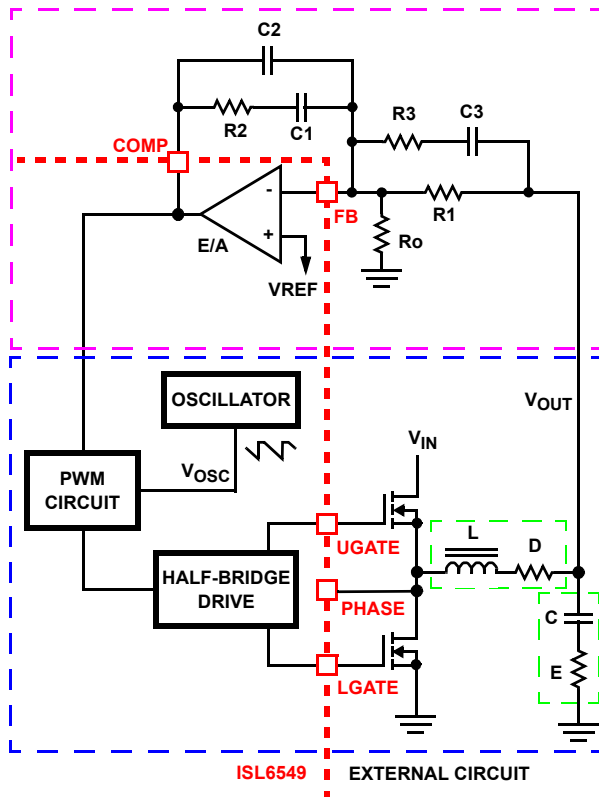 C2
R2
C1
R3
C3
COMP
-
+
E/A
FB
R1
Ro
VREF
OSCILLATOR
VOUT
VIN
PWM
CIRCUIT
VOSC
UGATE
L
D
HALF-BRIDGE
DRIVE
PHASE
C
E
LGATE
ISL6549
EXTERNAL CIRCUIT